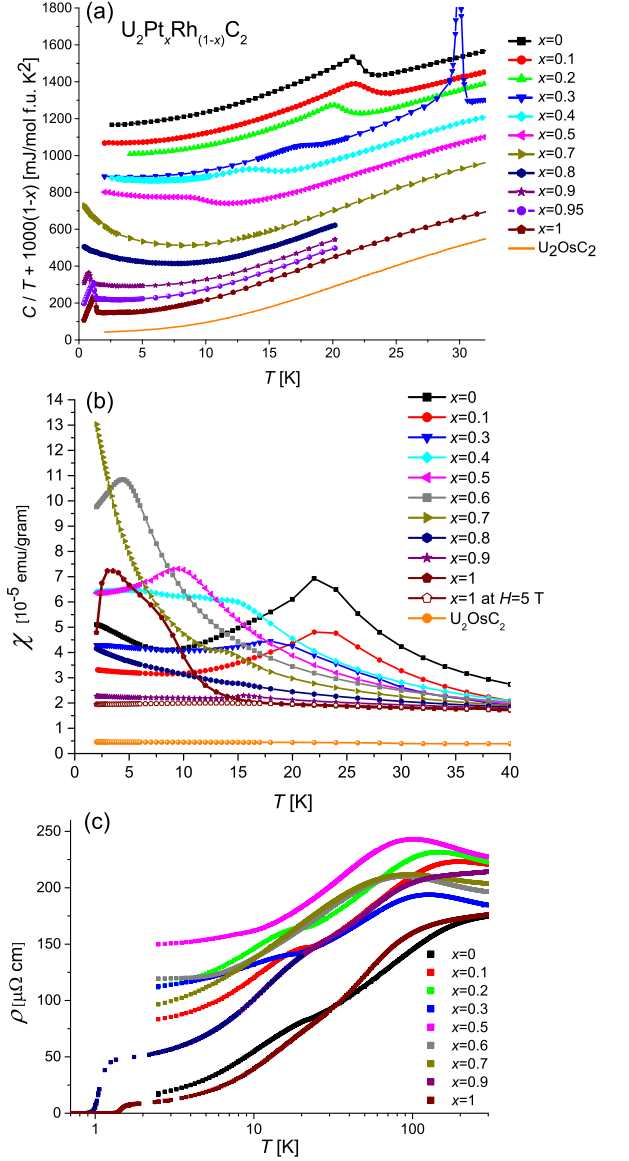 (a)
U₂PtₓRh₍₁₋ₓ₎C₂
C / T + 1000(1-x) [mJ/mol f.u. K²]
1800
1600
1400
1200
1000
800
600
400
200
0
0 5 10 15 20 25 30
T [K]
x=0
x=0.1
x=0.2
x=0.3
x=0.4
x=0.5
x=0.7
x=0.8
x=0.9
x=0.95
x=1
U₂OsC₂
(b)
χ [10⁻⁵ emu/gram]
14
13
12
11
10
9
8
7
6
5
4
3
2
1
0
0 5 10 15 20 25 30 35 40
T [K]
x=0
x=0.1
x=0.3
x=0.4
x=0.5
x=0.6
x=0.7
x=0.8
x=0.9
x=1
x=1 at H=5 T
U₂OsC₂
(c)
ρ [μΩ cm]
250
200
150
100
50
0
1 10 100
T [K]
x=0
x=0.1
x=0.2
x=0.3
x=0.5
x=0.6
x=0.7
x=0.9
x=1